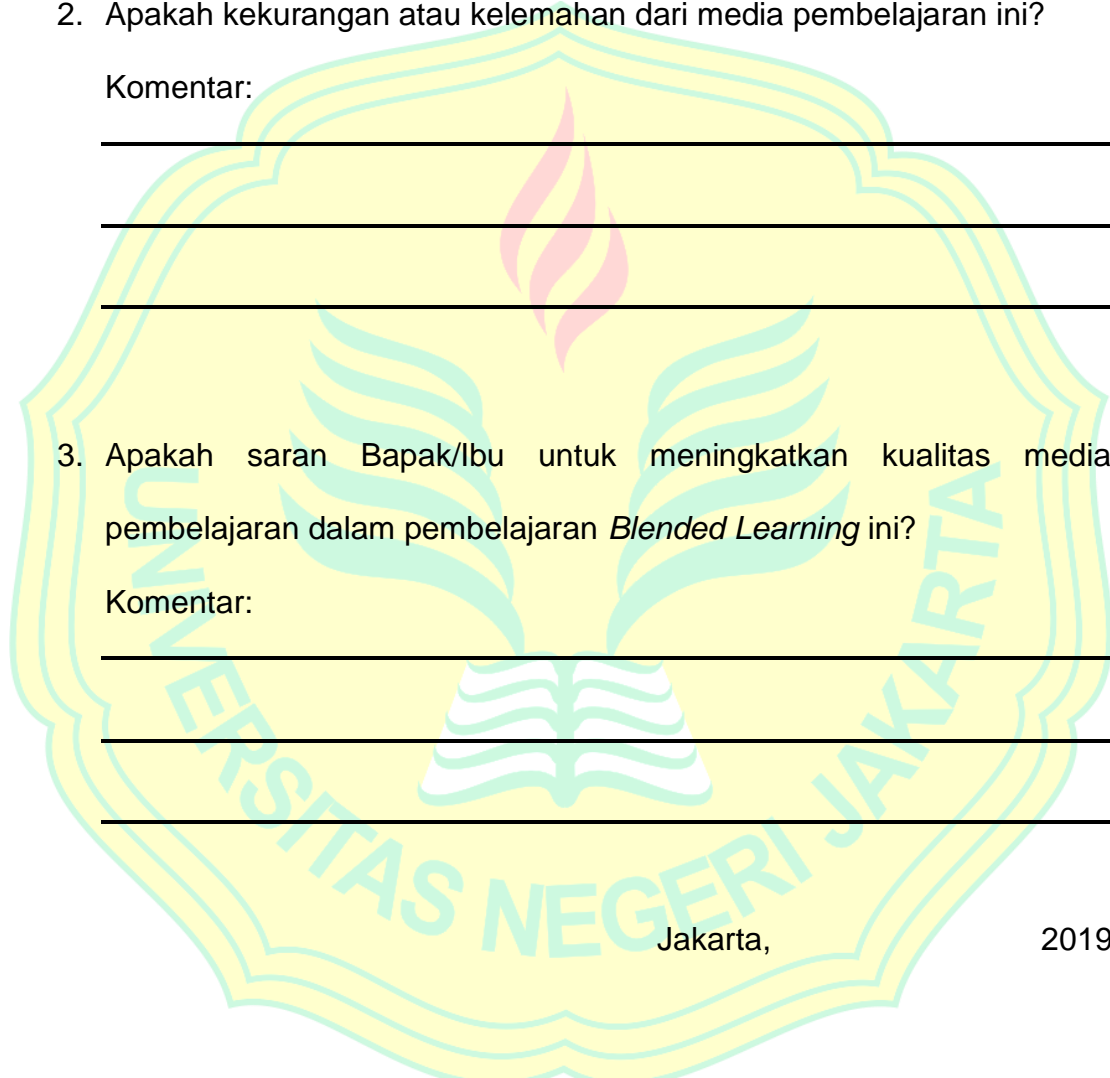 2. Apakah kekurangan atau kelemahan dari media pembelajaran ini?
Komentar:
3. Apakah saran Bapak/Ibu untuk meningkatkan kualitas media
pembelajaran dalam pembelajaran Blended Learning ini?
Komentar:
Jakarta, 2019
UNIVERSITAS NEGERI JAKARTA